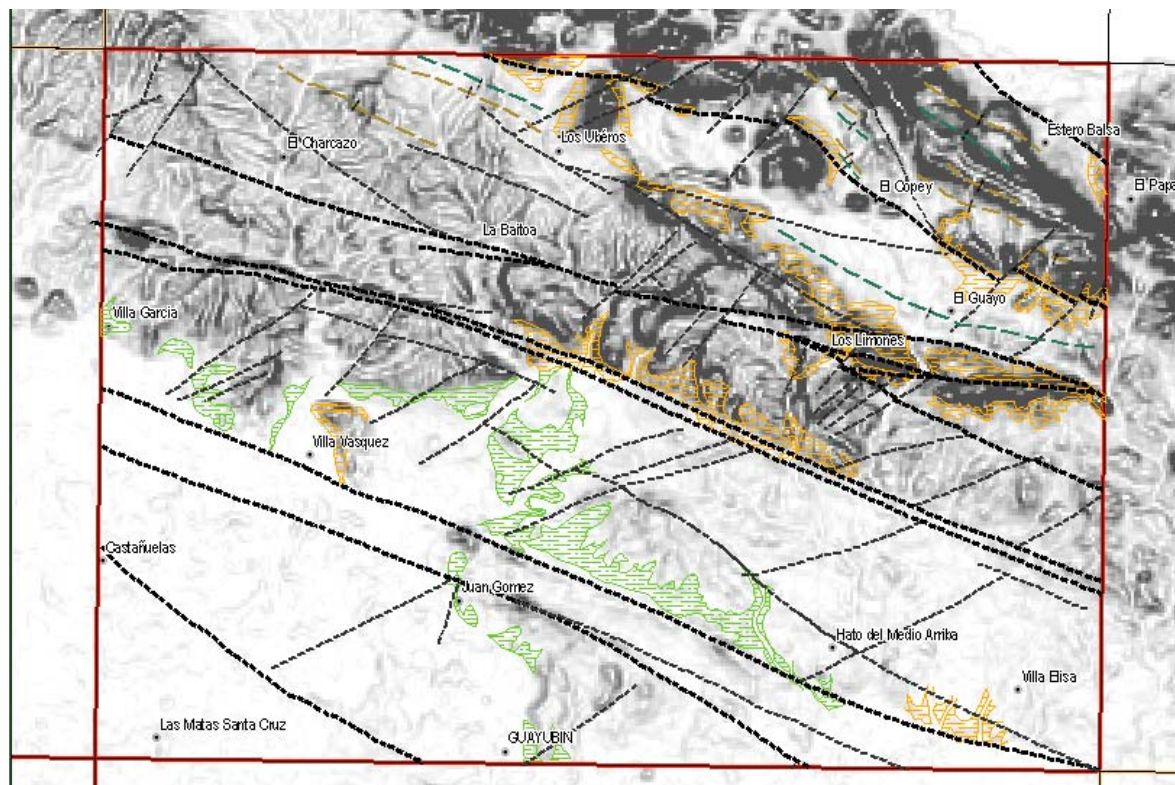 Estero Balsa
Los Ubéros
El Charcazo
El Copey
El Papa
La Baitoa
El Guayo
Villa Garcia
Los Limones
Villa Vasquez
Castañuelas
Juan Gomez
Hato del Medio Arriba
Villa Elisa
Las Matas Santa Cruz
GUAYUBIN